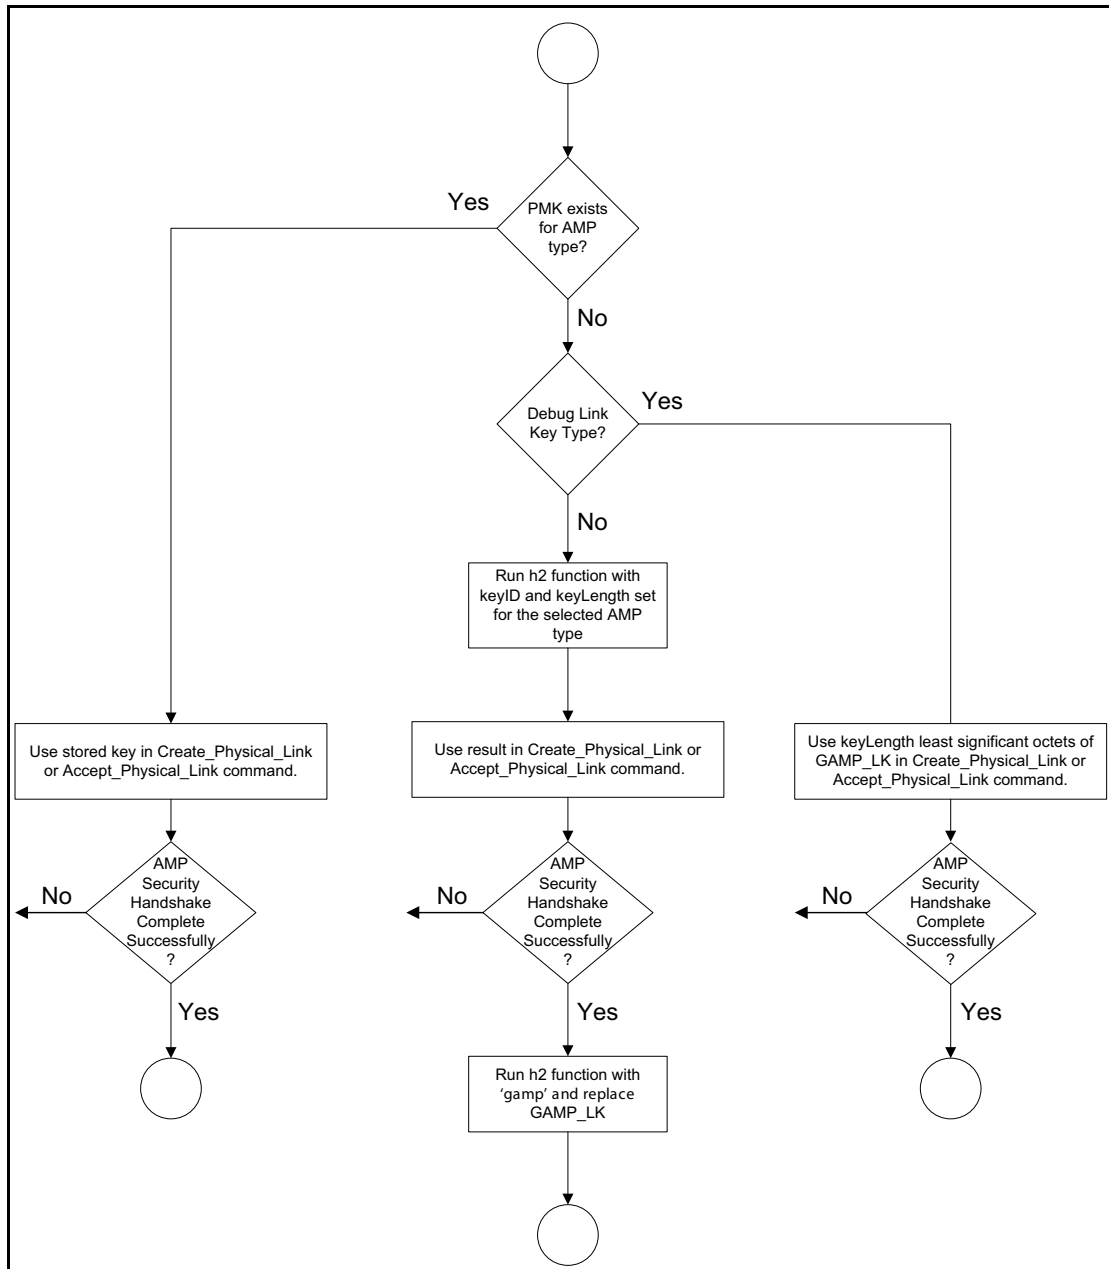 Yes
PMK exists
for AMP
type?
No
Debug Link
Key Type?
Yes
No
Run h2 function with
keyID and keyLength set
for the selected AMP
type
Use stored key in Create_Physical_Link
or Accept_Physical_Link command.
Use result in Create_Physical_Link or
Accept_Physical_Link command.
Use keyLength least significant octets of
GAMP_LK in Create_Physical_Link or
Accept_Physical_Link command.
No
AMP
Security
Handshake
Complete
Successfully
?
Yes
No
AMP
Security
Handshake
Complete
Successfully
?
Yes
No
AMP
Security
Handshake
Complete
Successfully
?
Yes
Run h2 function with
‘gamp’ and replace
GAMP_LK